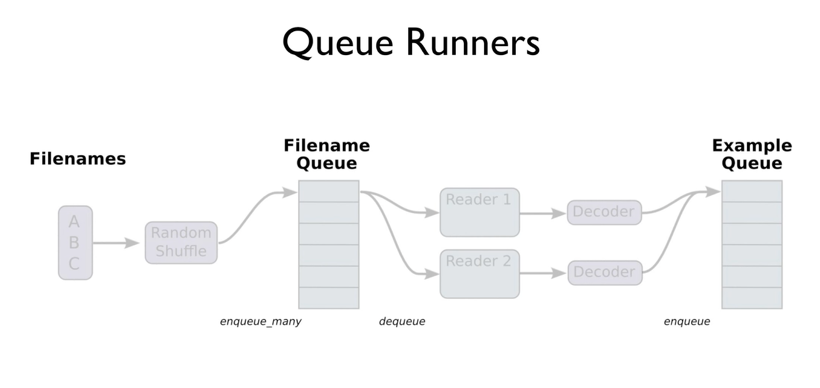 Queue Runners
Filenames
Filename
Queue
Example
Queue
A
B
C
Random
Shuffle
Reader 1
Decoder
Reader 2
Decoder
enqueue_many
dequeue
enqueue